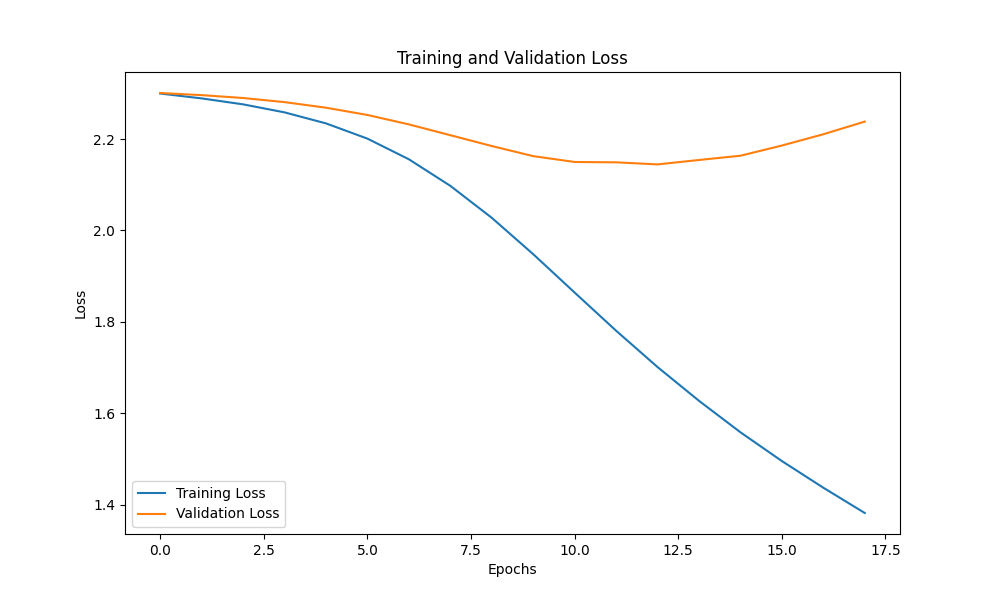 Training and Validation Loss
Loss
2.2
2.0
1.8
1.6
1.4
Training Loss
Validation Loss
0.0 2.5 5.0 7.5 10.0 12.5 15.0 17.5
Epochs